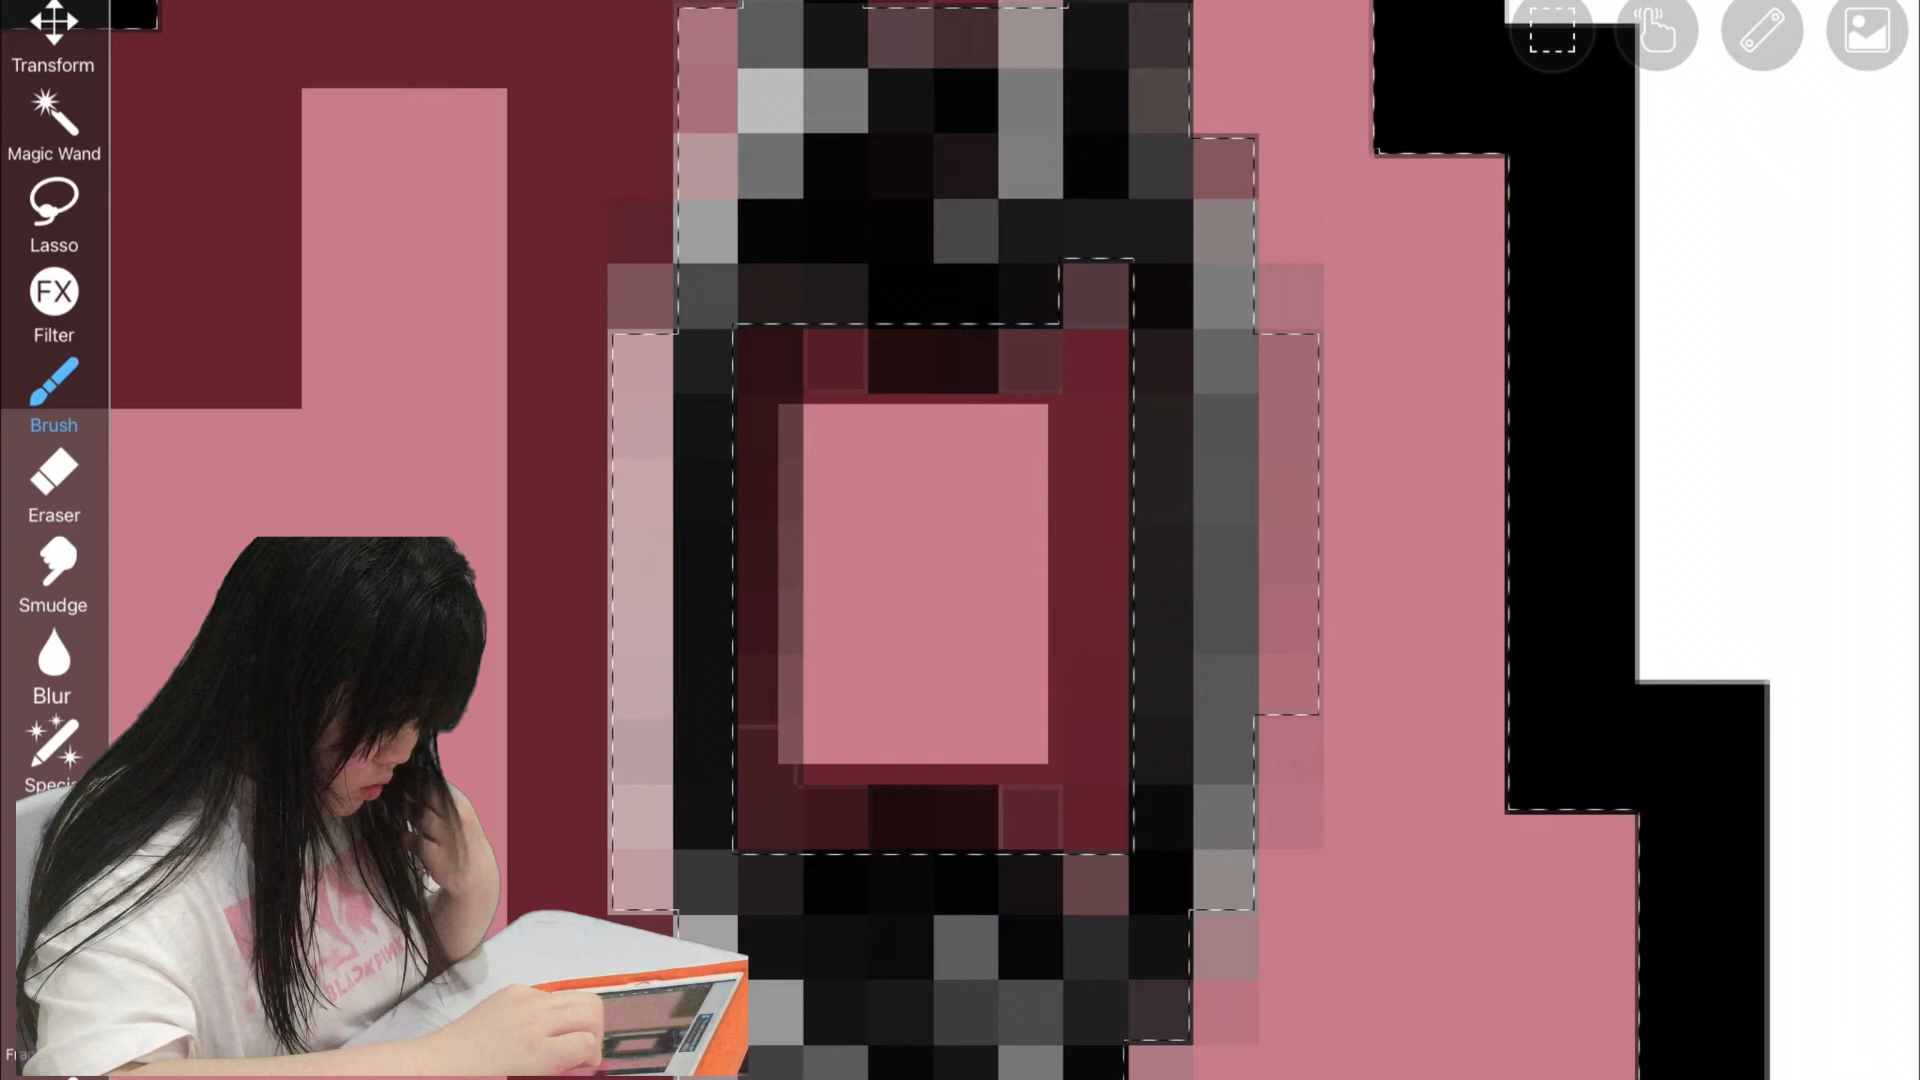 Transform
Magic Wand
Lasso
FX
Filter
Brush
Eraser
Smudge
Blur
BLACKPINK